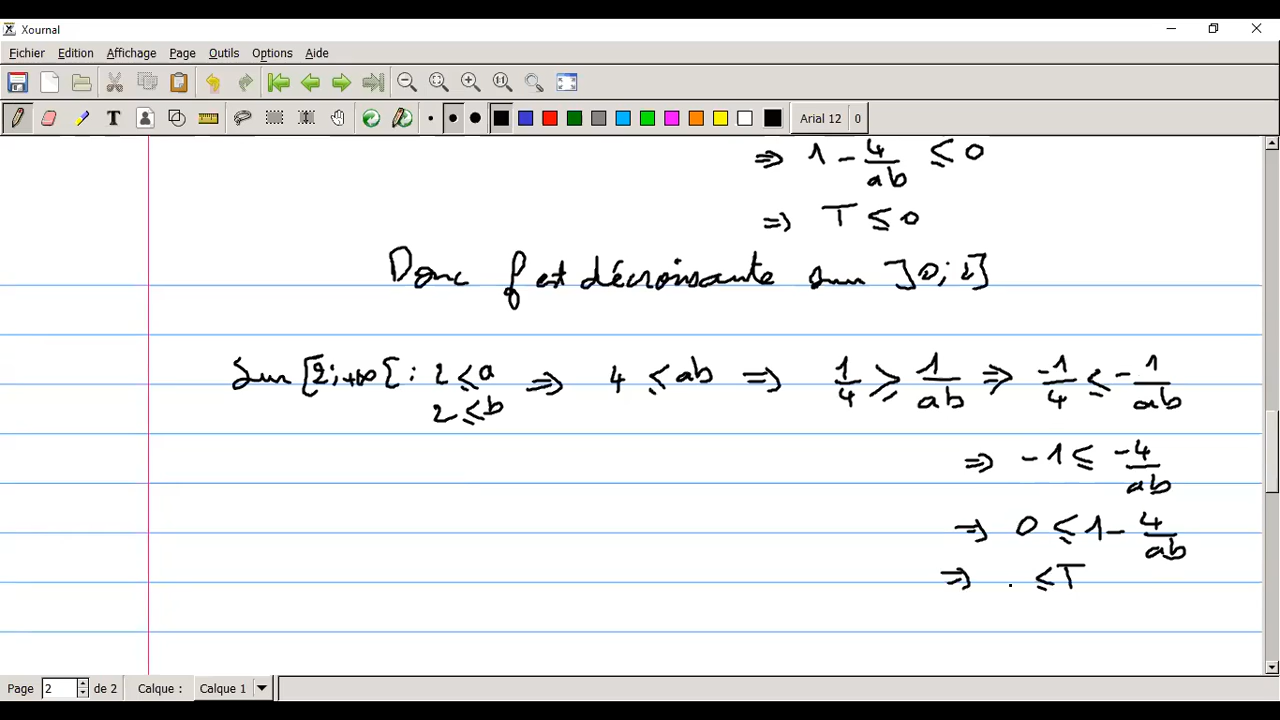 Xournal
Fichier Edition Affichage Page Outils Options Aide
Arial 12 0
⇒ 1 - 4/ab ≤ 0
⇒ T ≤ 0
Donc f est décroissante sur ]0; 2]
Sur [2; +∞[ : 2 ≤ a ⇒ 4 ≤ ab ⇒ 1/4 ≥ 1/ab ⇒ -1/4 ≤ -1/ab
2 ≤ b
⇒ -1 ≤ -4/ab
⇒ 0 ≤ 1 - 4/ab
⇒ . ≤ T
Page 2 de 2 Calque : Calque 1